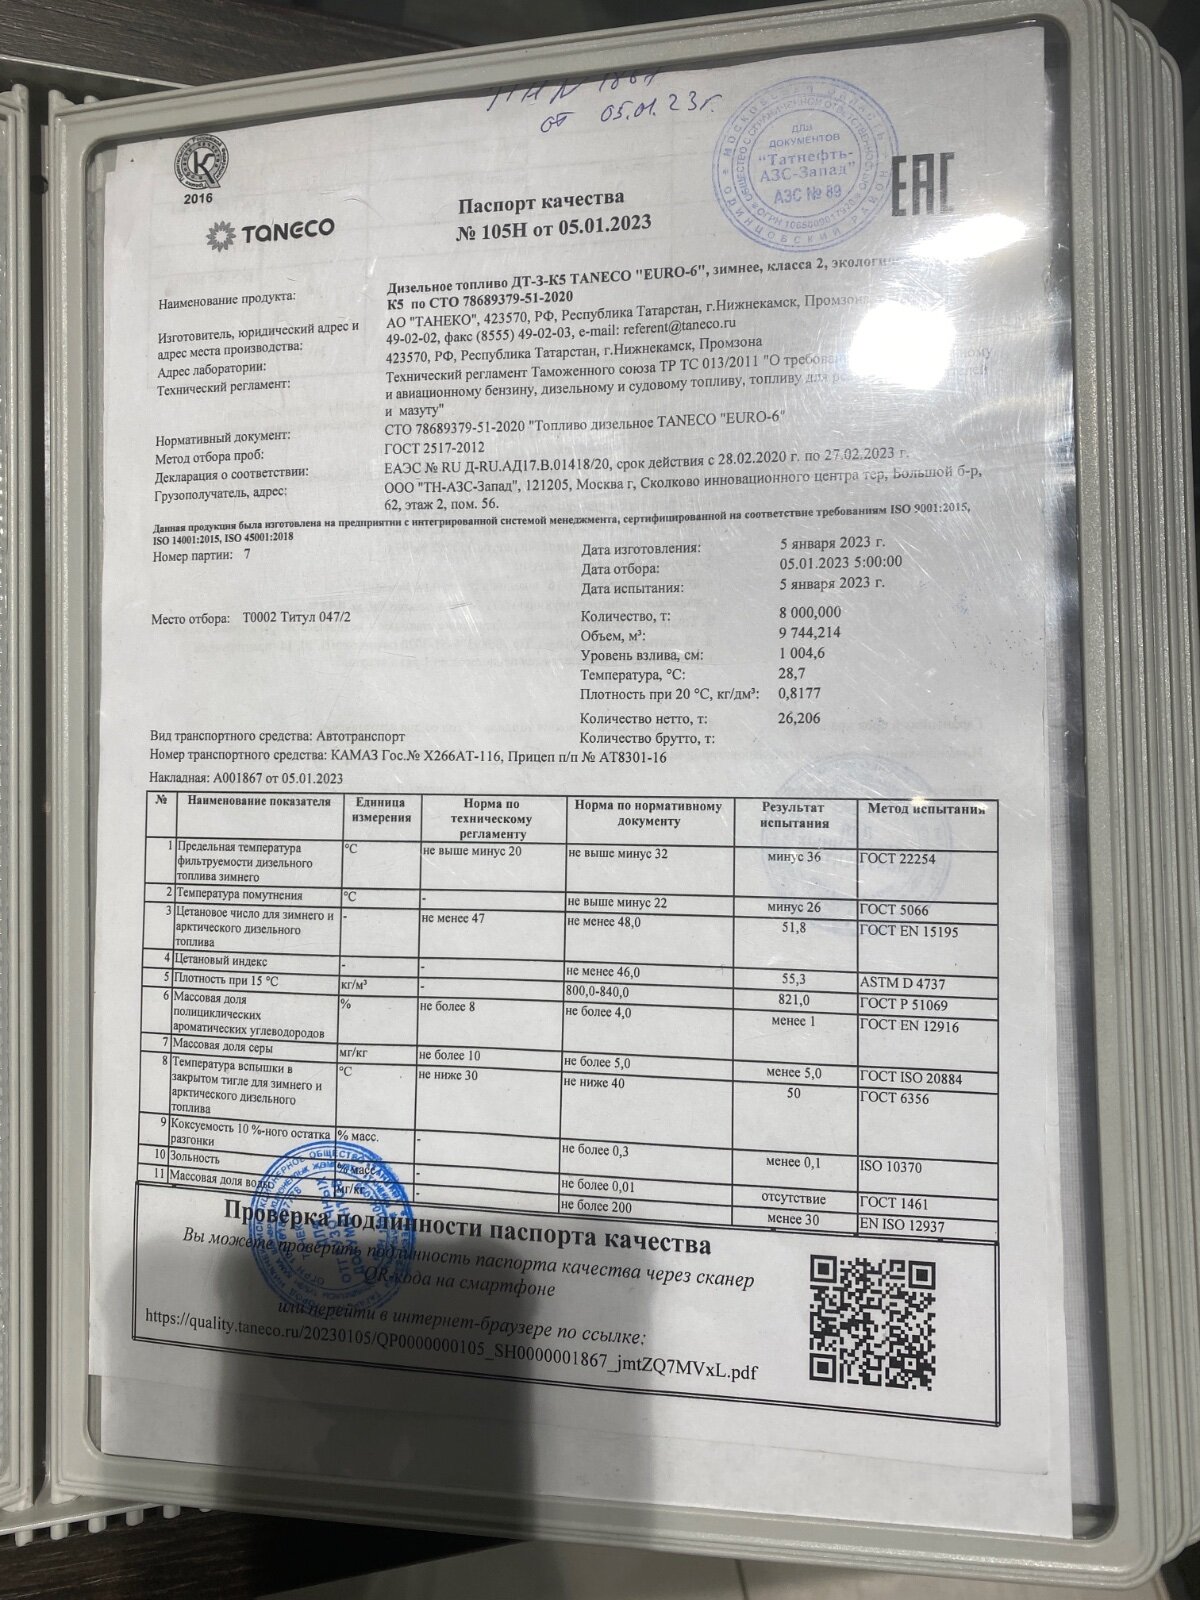 от 05.01.23г.
МОСКОВСКАЯ ОБЛАСТЬ ОДИНЦОВСКИЙ РАЙОН
ОБЩЕСТВО С ОГРАНИЧЕННОЙ ОТВЕТСТВЕННОСТЬЮ
ДЛЯ
ДОКУМЕНТОВ
"Татнефть-
АЗС-Запад"
АЗС № 89
EAC
2016
TANECO
Паспорт качества
№ 105Н от 05.01.2023
Наименование продукта: Дизельное топливо ДТ-З-К5 TANECO "EURO-6", зимнее, класса 2,
К5 по СТО 78689379-51-2020
Изготовитель, юридический адрес и адрес места производства: АО "ТАНЕКО", 423570, РФ, Республика Татарстан, г.Нижнекамск,
49-02-02, факс (8555) 49-02-03, e-mail: referent@taneco.ru
Адрес лаборатории: 423570, РФ, Республика Татарстан, г.Нижнекамск, Промзона
Технический регламент: Технический регламент Таможенного союза ТР ТС 013/2011 "О
и авиационному бензину, дизельному и судовому топливу, топливу для
и мазуту"
Нормативный документ: СТО 78689379-51-2020 "Топливо дизельное TANECO "EURO-6"
Метод отбора проб: ГОСТ 2517-2012
Декларация о соответствии: ЕАЭС № RU Д-RU.АД17.В.01418/20, срок действия с 28.02.2020 г. по 27.02.2023 г.
Грузополучатель, адрес: ООО "ТН-АЗС-Запад", 121205, Москва г, Сколково инновационного центра тер, Большой б-р,
62, этаж 2, пом. 56.
Данная продукция была изготовлена на предприятии с интегрированной системой менеджмента, сертифицированной на соответствие требованиям ISO 9001:2015,
ISO 14001:2015, ISO 45001:2018
Номер партии: 7
Дата изготовления: 5 января 2023 г.
Дата отбора: 05.01.2023 5:00:00
Дата испытания: 5 января 2023 г.
Место отбора: Т0002 Титул 047/2
Количество, т: 8 000,000
Объем, м³: 9 744,214
Уровень взлива, см: 1 004,6
Температура, °С: 28,7
Плотность при 20 °С, кг/дм³: 0,8177
Количество нетто, т: 26,206
Количество брутто, т:
Вид транспортного средства: Автотранспорт
Номер транспортного средства: КАМАЗ Гос.№ Х266АТ-116, Прицеп п/п № АТ8301-16
Накладная: А001867 от 05.01.2023
№ Наименование показателя Единица измерения Норма по техническому регламенту Норма по нормативному документу Результат испытания Метод испытания
1 Предельная температура фильтруемости дизельного топлива зимнего °С не выше минус 20 не выше минус 32 минус 36 ГОСТ 22254
2 Температура помутнения °С - не выше минус 22 минус 26 ГОСТ 5066
3 Цетановое число для зимнего и арктического дизельного топлива - не менее 47 не менее 48,0 51,8 ГОСТ EN 15195
4 Цетановый индекс - - не менее 46,0 55,3 ASTM D 4737
5 Плотность при 15 °С кг/м³ - 800,0-840,0 821,0 ГОСТ Р 51069
6 Массовая доля полициклических ароматических углеводородов % не более 8 не более 4,0 менее 1 ГОСТ EN 12916
7 Массовая доля серы мг/кг не более 10 не более 5,0 менее 5,0 ГОСТ ISO 20884
8 Температура вспышки в закрытом тигле для зимнего и арктического дизельного топлива °С не ниже 30 не ниже 40 50 ГОСТ 6356
9 Коксуемость 10 %-ного остатка разгонки % масс. - не более 0,3 менее 0,1 ISO 10370
10 Зольность % масс. - не более 0,01 отсутствие ГОСТ 1461
11 Массовая доля воды мг/кг - не более 200 менее 30 EN ISO 12937
Проверка подлинности паспорта качества
Вы можете проверить подлинность паспорта качества через сканер
QR-кода на смартфоне
или перейти в интернет-браузере по ссылке:
https://quality.taneco.ru/20230105/QP0000000105_SH0000001867_jmtZQ7MVxL.pdf